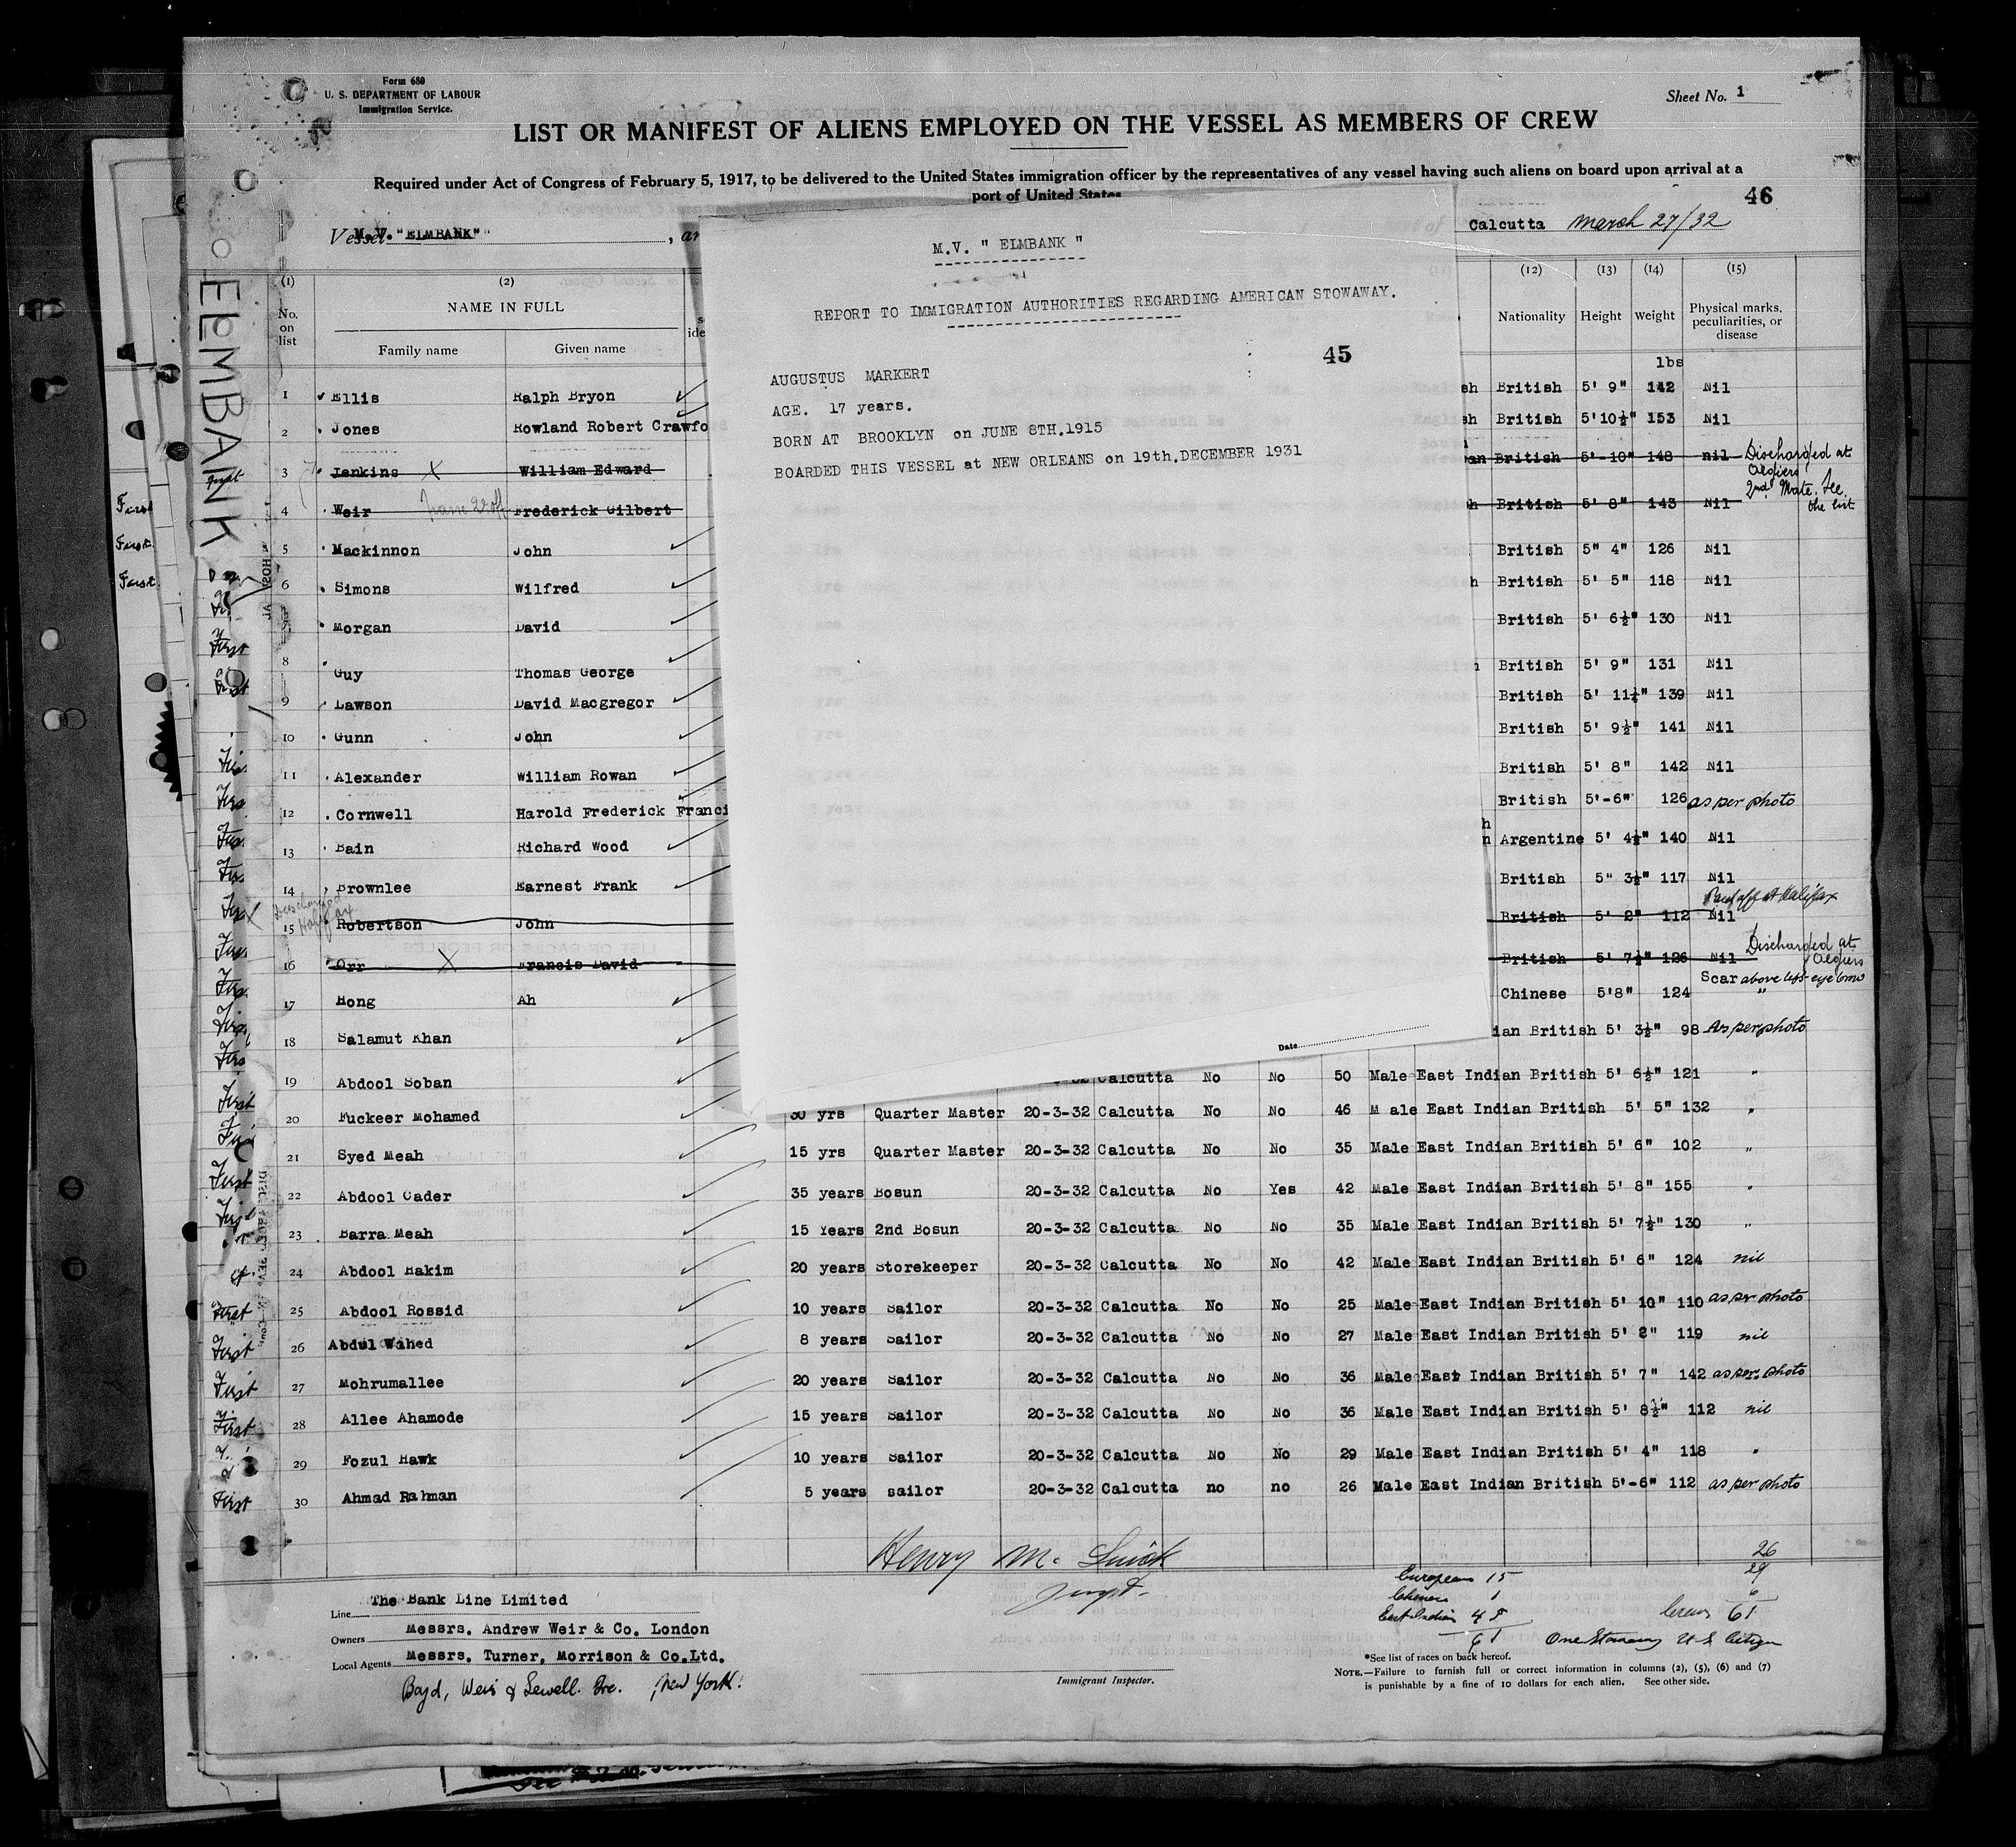 Form 680
U. S. DEPARTMENT OF LABOUR
Immigration Service.
Sheet No. 1
LIST OR MANIFEST OF ALIENS EMPLOYED ON THE VESSEL AS MEMBERS OF CREW
Required under Act of Congress of February 5, 1917, to be delivered to the United States immigration officer by the representatives of any vessel having such aliens on board upon arrival at a
port of United States
46
Vessel M.V. "ELMBANK"
Calcutta March 27/32
ELMBANK
M.V. " ELMBANK "
REPORT TO IMMIGRATION AUTHORITIES REGARDING AMERICAN STOWAWAY.
45
AUGUSTUS MARKERT
AGE. 17 years.
BORN AT BROOKLYN on JUNE 8TH.1915
BOARDED THIS VESSEL at NEW ORLEANS on 19th.DECEMBER 1931
Date
(1) (2) (12) (13) (14) (15)
No. on list NAME IN FULL Nationality Height Weight Physical marks, peculiarities, or disease
Family name Given name
lbs
1 Ellis Ralph Bryon British 5' 9" 142 Nil
2 Jones Rowland Robert Crawfo British 5'10½" 153 Nil
3 Jenkins X William Edward British 5'-10" 148 nil Discharged at Algiers
4 Weir Frederick Gilbert British 5' 8" 143 Nil 2nd Mate. See the list
5 Mackinnon John British 5" 4" 126 Nil
6 Simons Wilfred British 5' 5" 118 Nil
7 Morgan David British 5' 6½" 130 Nil
8 Guy Thomas George British 5' 9" 131 Nil
9 Lawson David Macgregor British 5' 11¼" 139 Nil
10 Gunn John British 5' 9½" 141 Nil
11 Alexander William Rowan British 5' 8" 142 Nil
12 Cornwell Harold Frederick Franci British 5'-6" 126 as per photo
13 Bain Richard Wood Argentine 5' 4½" 140 Nil
14 Brownlee Earnest Frank British 5" 3½" 117 Nil
Discharged Halifax
15 Robertson John British 5' 2" 112 Nil Paid off at Halifax
16 Orr X Francis David British 5' 7½" 126 Nil Discharged at Algiers
17 Hong Ah Chinese 5'8" 124 Scar above left eye brow
18 Salamut Khan ian British 5' 3½" 98 As per photo
19 Abdool Soban Calcutta No No 50 Male East Indian British 5' 6½" 121 "
20 Fuckeer Mohamed 30 yrs Quarter Master 20-3-32 Calcutta No No 46 M ale East Indian British 5' 5" 132 "
21 Syed Meah 15 yrs Quarter Master 20-3-32 Calcutta No No 35 Male East Indian British 5' 6" 102 "
22 Abdool Cader 35 years Bosun 20-3-32 Calcutta No Yes 42 Male East Indian British 5' 8" 155 "
23 Barra Meah 15 Years 2nd Bosun 20-3-32 Calcutta No No 35 Male East Indian British 5' 7½" 130 "
24 Abdool Hakim 20 years Storekeeper 20-3-32 Calcutta No No 42 Male East Indian British 5' 6" 124 nil
25 Abdool Rossid 10 years Sailor 20-3-32 Calcutta No No 25 Male East Indian British 5' 10" 110 as per photo
26 Abdul Wahed 8 years Sailor 20-3-32 Calcutta No No 27 Male East Indian British 5' 2" 119 nil
27 Mohrumallee 20 years Sailor 20-3-32 Calcutta No No 36 Male East Indian British 5' 7" 142 as per photo
28 Allee Ahamode 15 years Sailor 20-3-32 Calcutta No No 36 Male East Indian British 5' 8½" 112 nil
29 Fozul Hawk 10 years Sailor 20-3-32 Calcutta No No 29 Male East Indian British 5' 4" 118 "
30 Ahmad Rahman 5 years sailor 20-3-32 Calcutta no no 26 Male East Indian British 5'-6" 112 as per photo
Henry M.
26
29
6
Crew 61
Europeans 15
Chinese 1
East Indian 45
61
One Stowaway U S Citizen
Line The Bank Line Limited
Owners Messrs. Andrew Weir & Co. London
Local Agents Messrs. Turner, Morrison & Co.Ltd.
Boyd, Weir & Sewell. Inc. New York.
Immigrant Inspector.
*See list of races on back hereof.
NOTE.—Failure to furnish full or correct information in columns (2), (5), (6) and (7)
is punishable by a fine of 10 dollars for each alien. See other side.